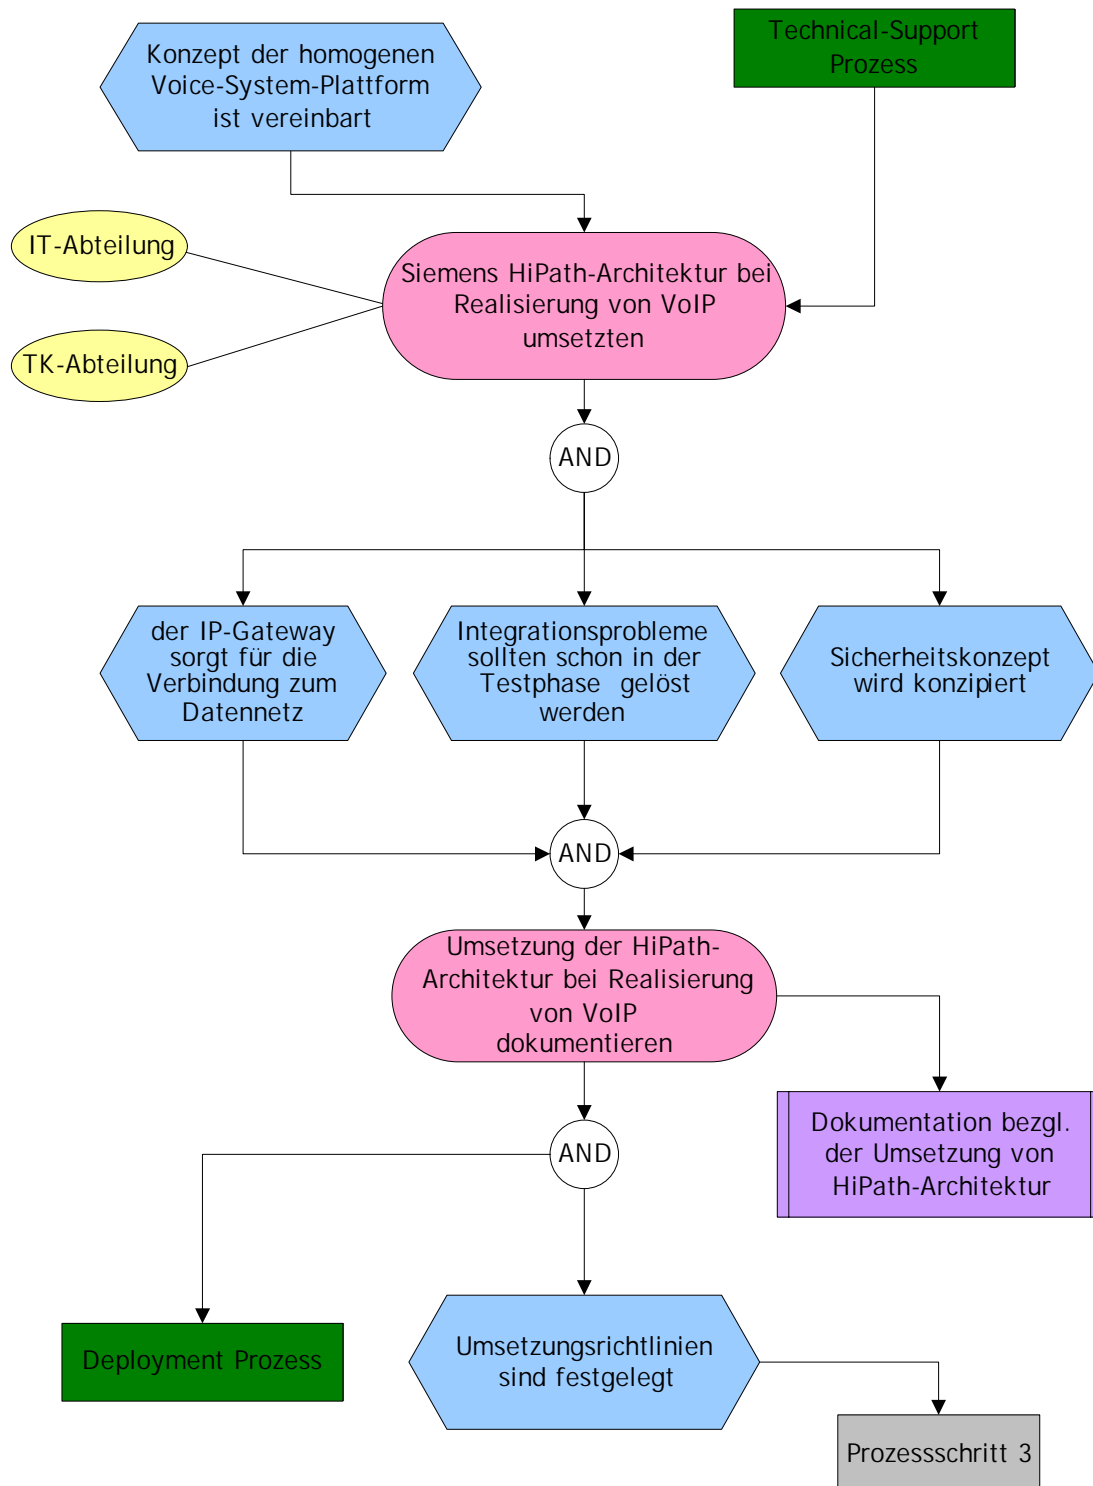 Konzept der homogenen
Voice-System-Plattform
ist vereinbart
Technical-Support
Prozess
IT-Abteilung
TK-Abteilung
Siemens HiPath-Architektur bei
Realisierung von VoIP
umsetzten
AND
der IP-Gateway
sorgt für die
Verbindung zum
Datennetz
Integrationsprobleme
sollten schon in der
Testphase gelöst
werden
Sicherheitskonzept
wird konzipiert
AND
Umsetzung der HiPath-
Architektur bei Realisierung
von VoIP
dokumentieren
AND
Dokumentation bezgl.
der Umsetzung von
HiPath-Architektur
Deployment Prozess
Umsetzungsrichtlinien
sind festgelegt
Prozessschritt 3